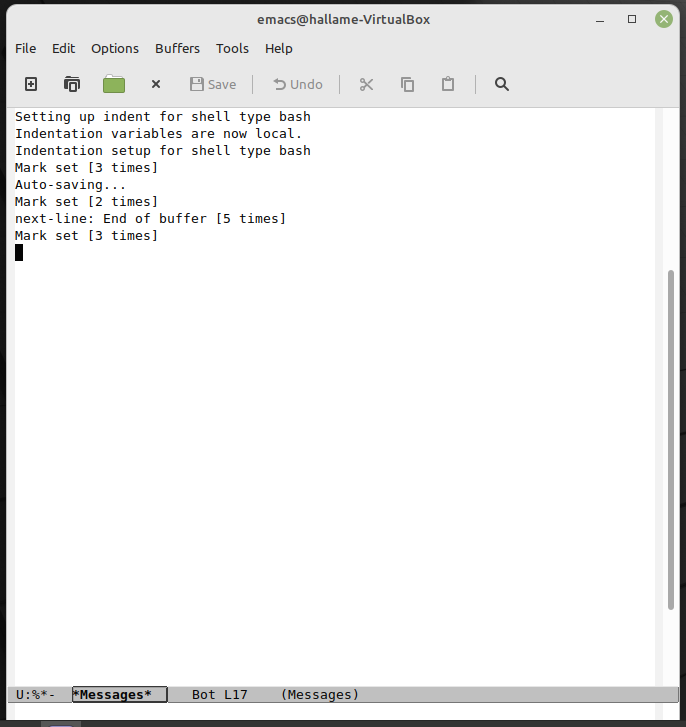 emacs@hallame-VirtualBox
File Edit Options Buffers Tools Help
Save Undo
Setting up indent for shell type bash
Indentation variables are now local.
Indentation setup for shell type bash
Mark set [3 times]
Auto-saving...
Mark set [2 times]
next-line: End of buffer [5 times]
Mark set [3 times]
U:%*- *Messages* Bot L17 (Messages)